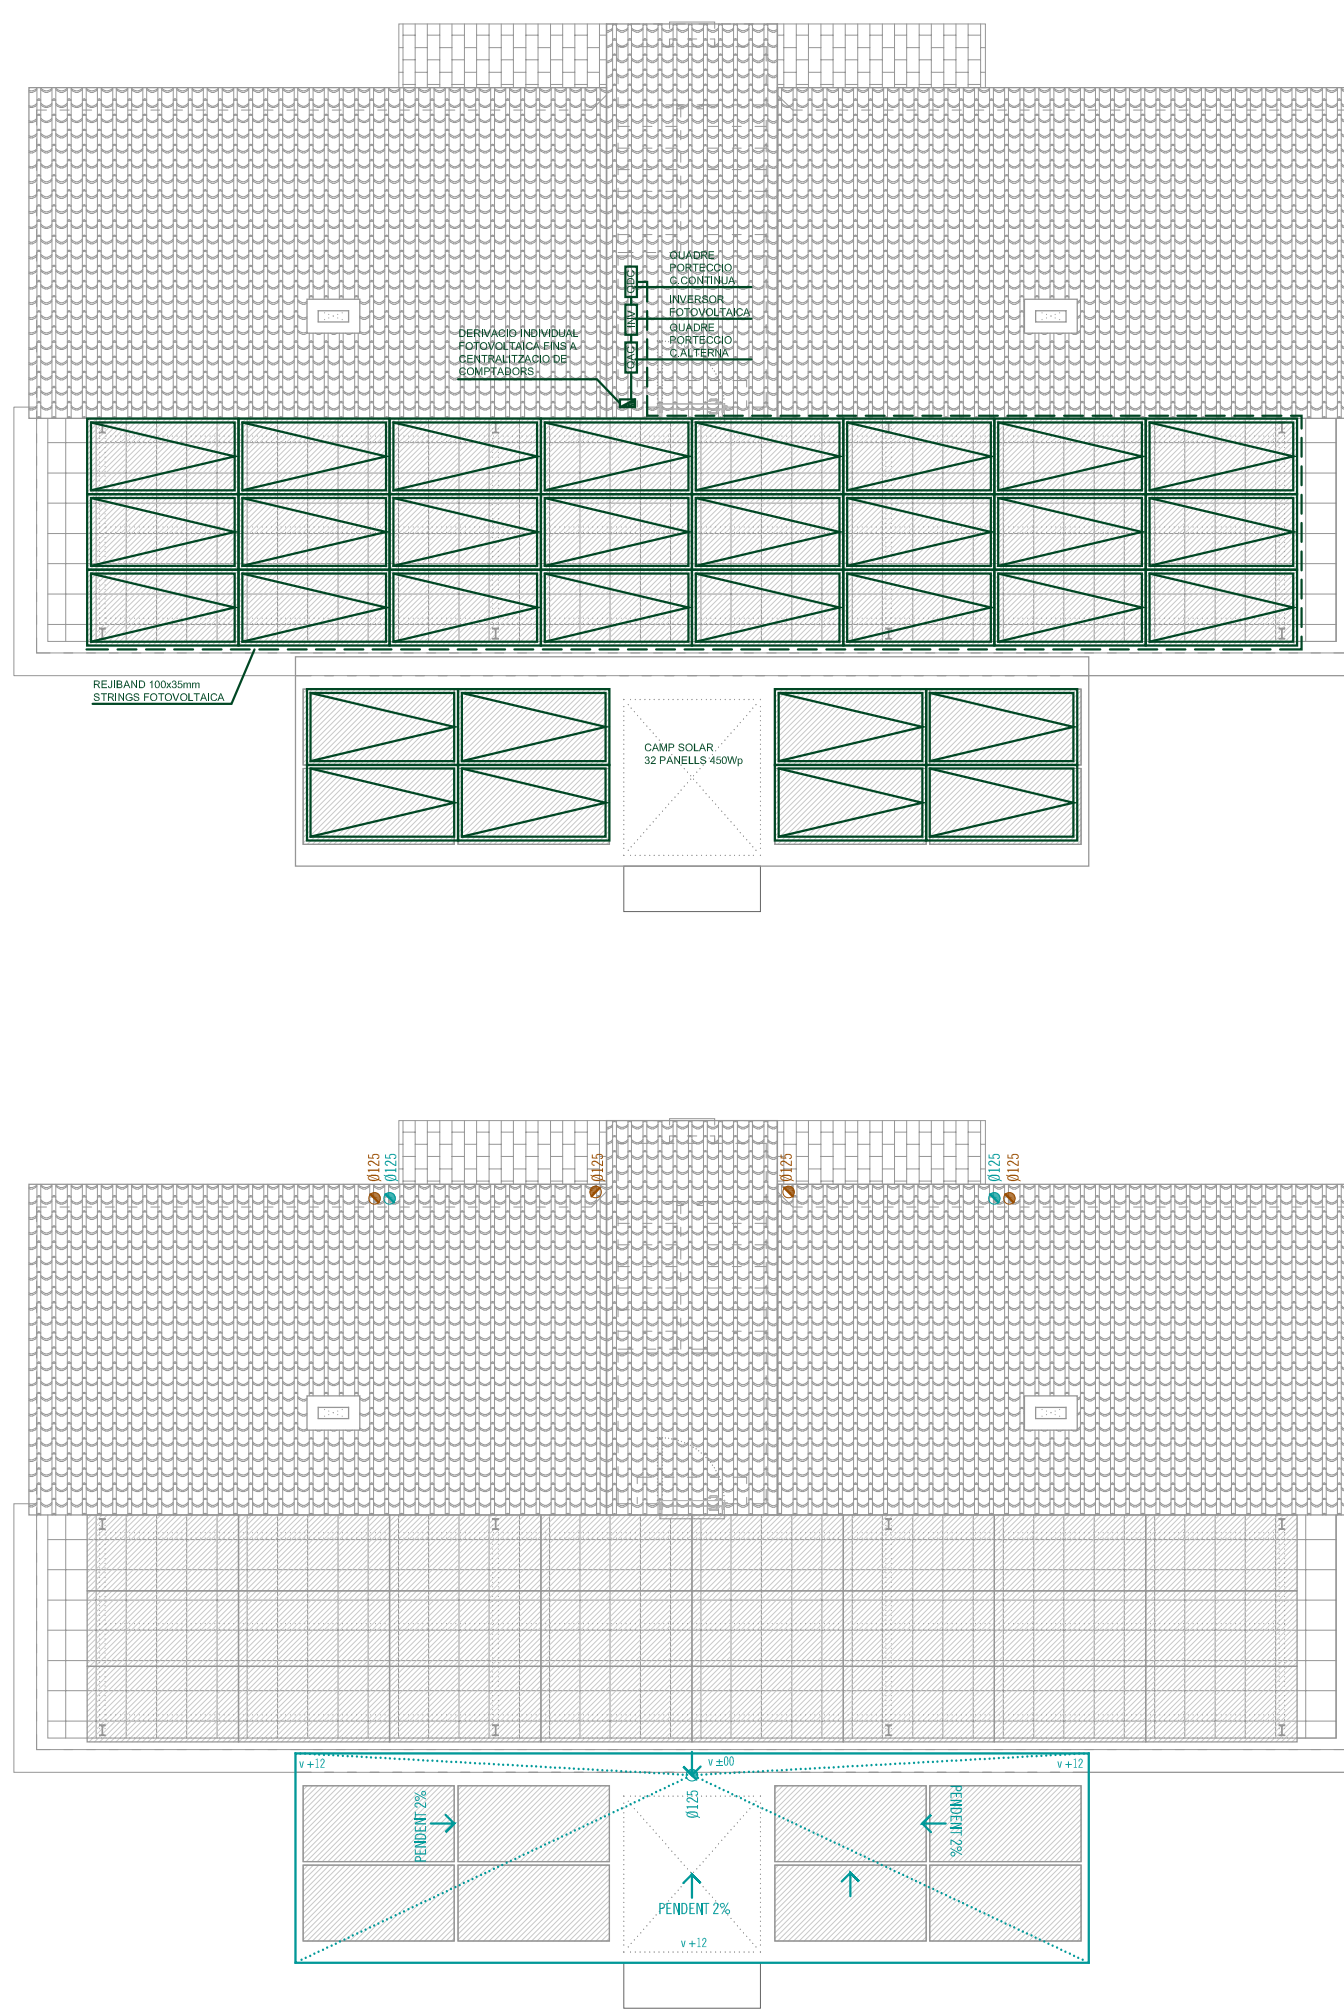 QUADRE
PORTECCIO
C.CONTINUA
QDC
INVERSOR
FOTOVOLTAICA
INV
QUADRE
PORTECCIO
C.ALTERNA
QAC
DERIVACIO INDIVIDUAL
FOTOVOLTAICA FINS A
CENTRALITZACIO DE
COMPTADORS
REJIBAND 100x35mm
STRINGS FOTOVOLTAICA
CAMP SOLAR
32 PANELLS 450Wp
Ø125
Ø125
Ø125
Ø125
Ø125
Ø125
v +12
v ±00
v +12
Ø125
PENDENT 2%
PENDENT 2%
PENDENT 2%
v +12